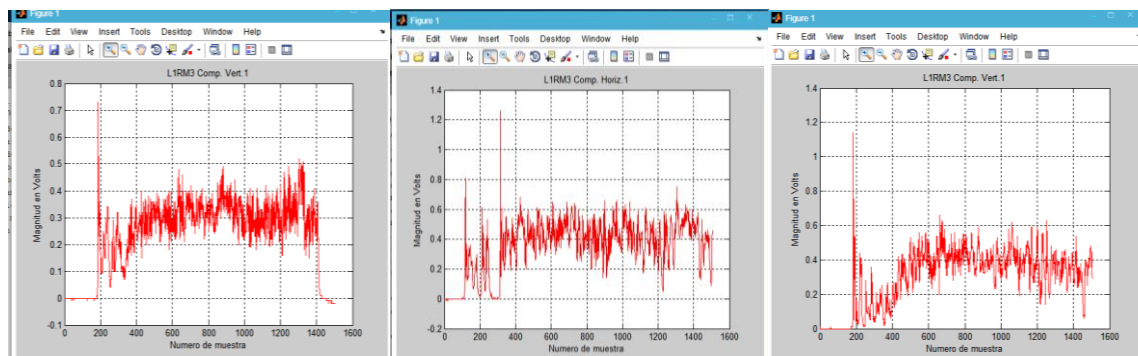 Figure 1
File Edit View Insert Tools Desktop Window Help
L1RM3 Comp. Vert.1
Magnitud en Volts
0.8
0.7
0.6
0.5
0.4
0.3
0.2
0.1
0
-0.1
0 200 400 600 800 1000 1200 1400 1600
Numero de muestra
Figure 1
File Edit View Insert Tools Desktop Window Help
L1RM3 Comp. Horiz.1
Magnitud en Volts
1.4
1.2
1
0.8
0.6
0.4
0.2
0
-0.2
0 200 400 600 800 1000 1200 1400 1600
Numero de muestra
Figure 1
File Edit View Insert Tools Desktop Window Help
L1RM3 Comp. Vert.1
Magnitud en Volts
1.4
1.2
1
0.8
0.6
0.4
0.2
0
0 200 400 600 800 1000 1200 1400 1600
Numero de muestra